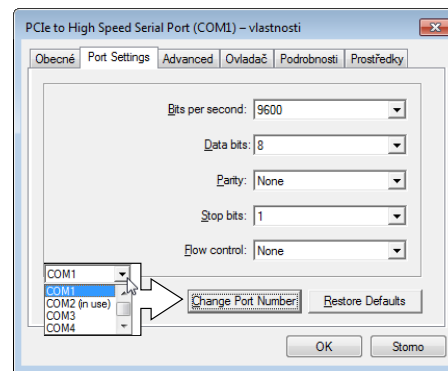 PCIe to High Speed Serial Port (COM1) – vlastnosti
Obecné Port Settings Advanced Ovladač Podrobnosti Prostředky
Bits per second: 9600
Data bits: 8
Parity: None
Stop bits: 1
Flow control: None
COM1
COM1
COM2 (in use)
COM3
COM4
Change Port Number Restore Defaults
OK Storno